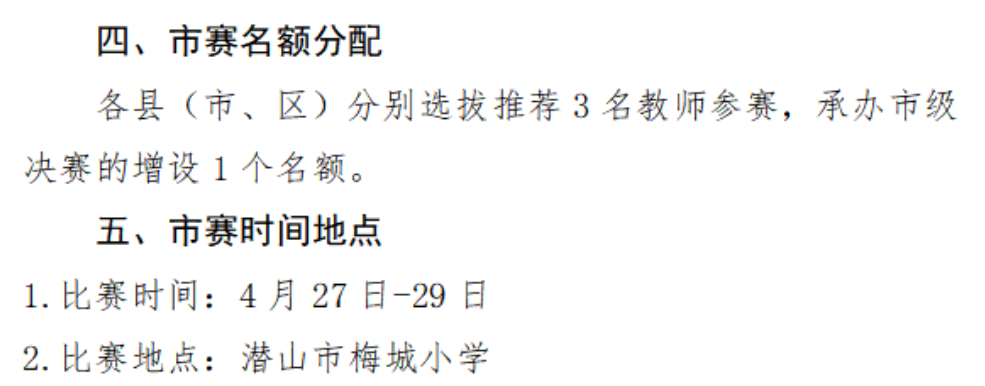 四、市赛名额分配
各县（市、区）分别选拔推荐 3 名教师参赛，承办市级
决赛的增设 1 个名额。
五、市赛时间地点
1.比赛时间：4 月 27 日-29 日
2.比赛地点：潜山市梅城小学